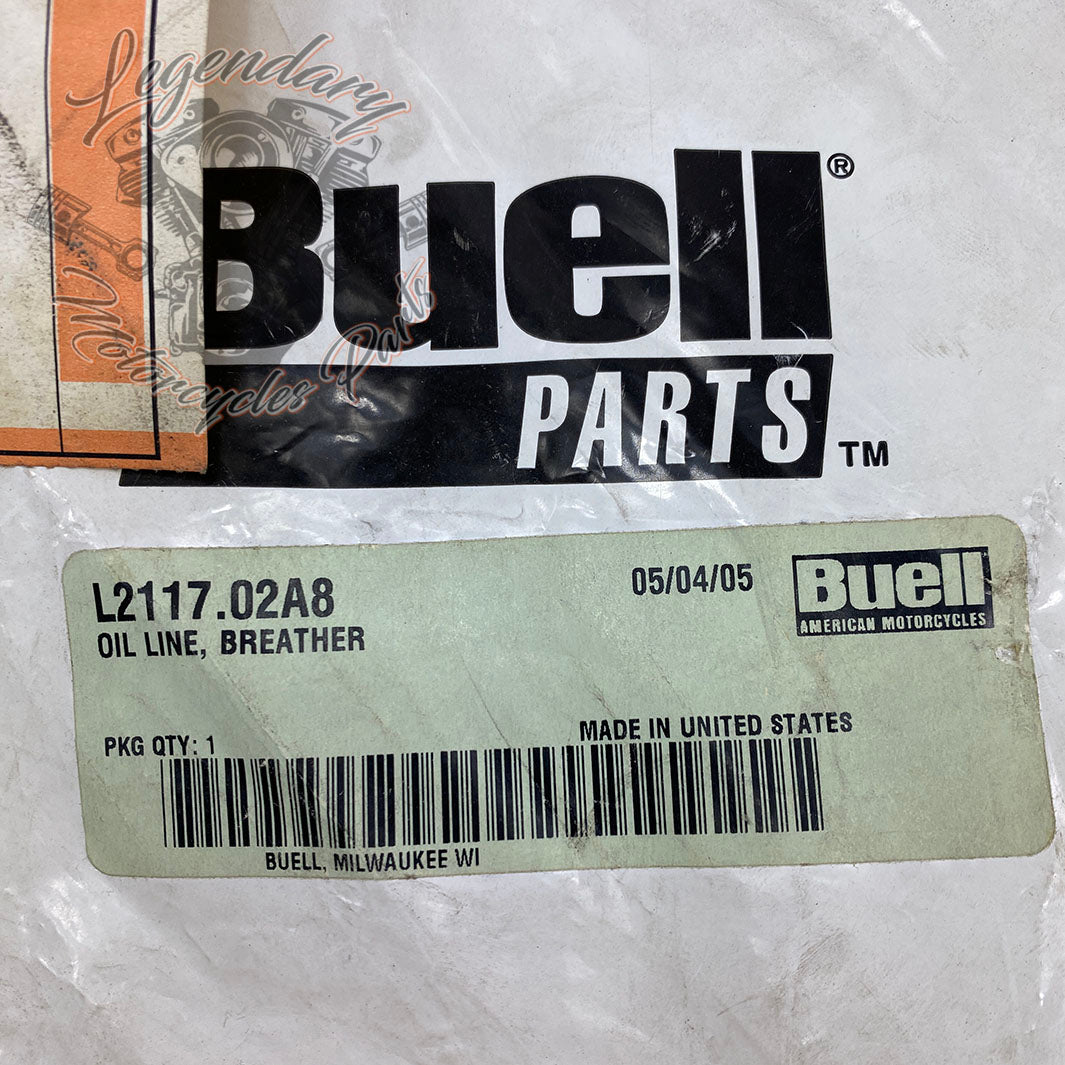 Legendary
Motorcycles Parts
Buell®
PARTS™
L2117.02A8
05/04/05
Buell
AMERICAN MOTORCYCLES
OIL LINE, BREATHER
MADE IN UNITED STATES
PKG QTY: 1
BUELL, MILWAUKEE WI